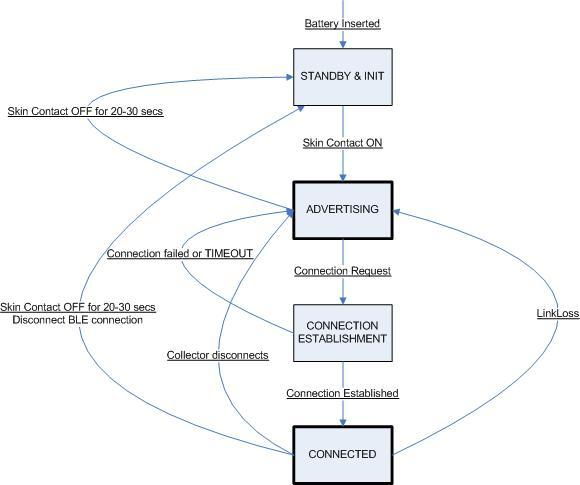 Battery Inserted
STANDBY & INIT
Skin Contact OFF for 20-30 secs
Skin Contact ON
ADVERTISING
Connection failed or TIMEOUT
Connection Request
Skin Contact OFF for 20-30 secs
Disconnect BLE connection
LinkLoss
CONNECTION
ESTABLISHMENT
Collector disconnects
Connection Established
CONNECTED